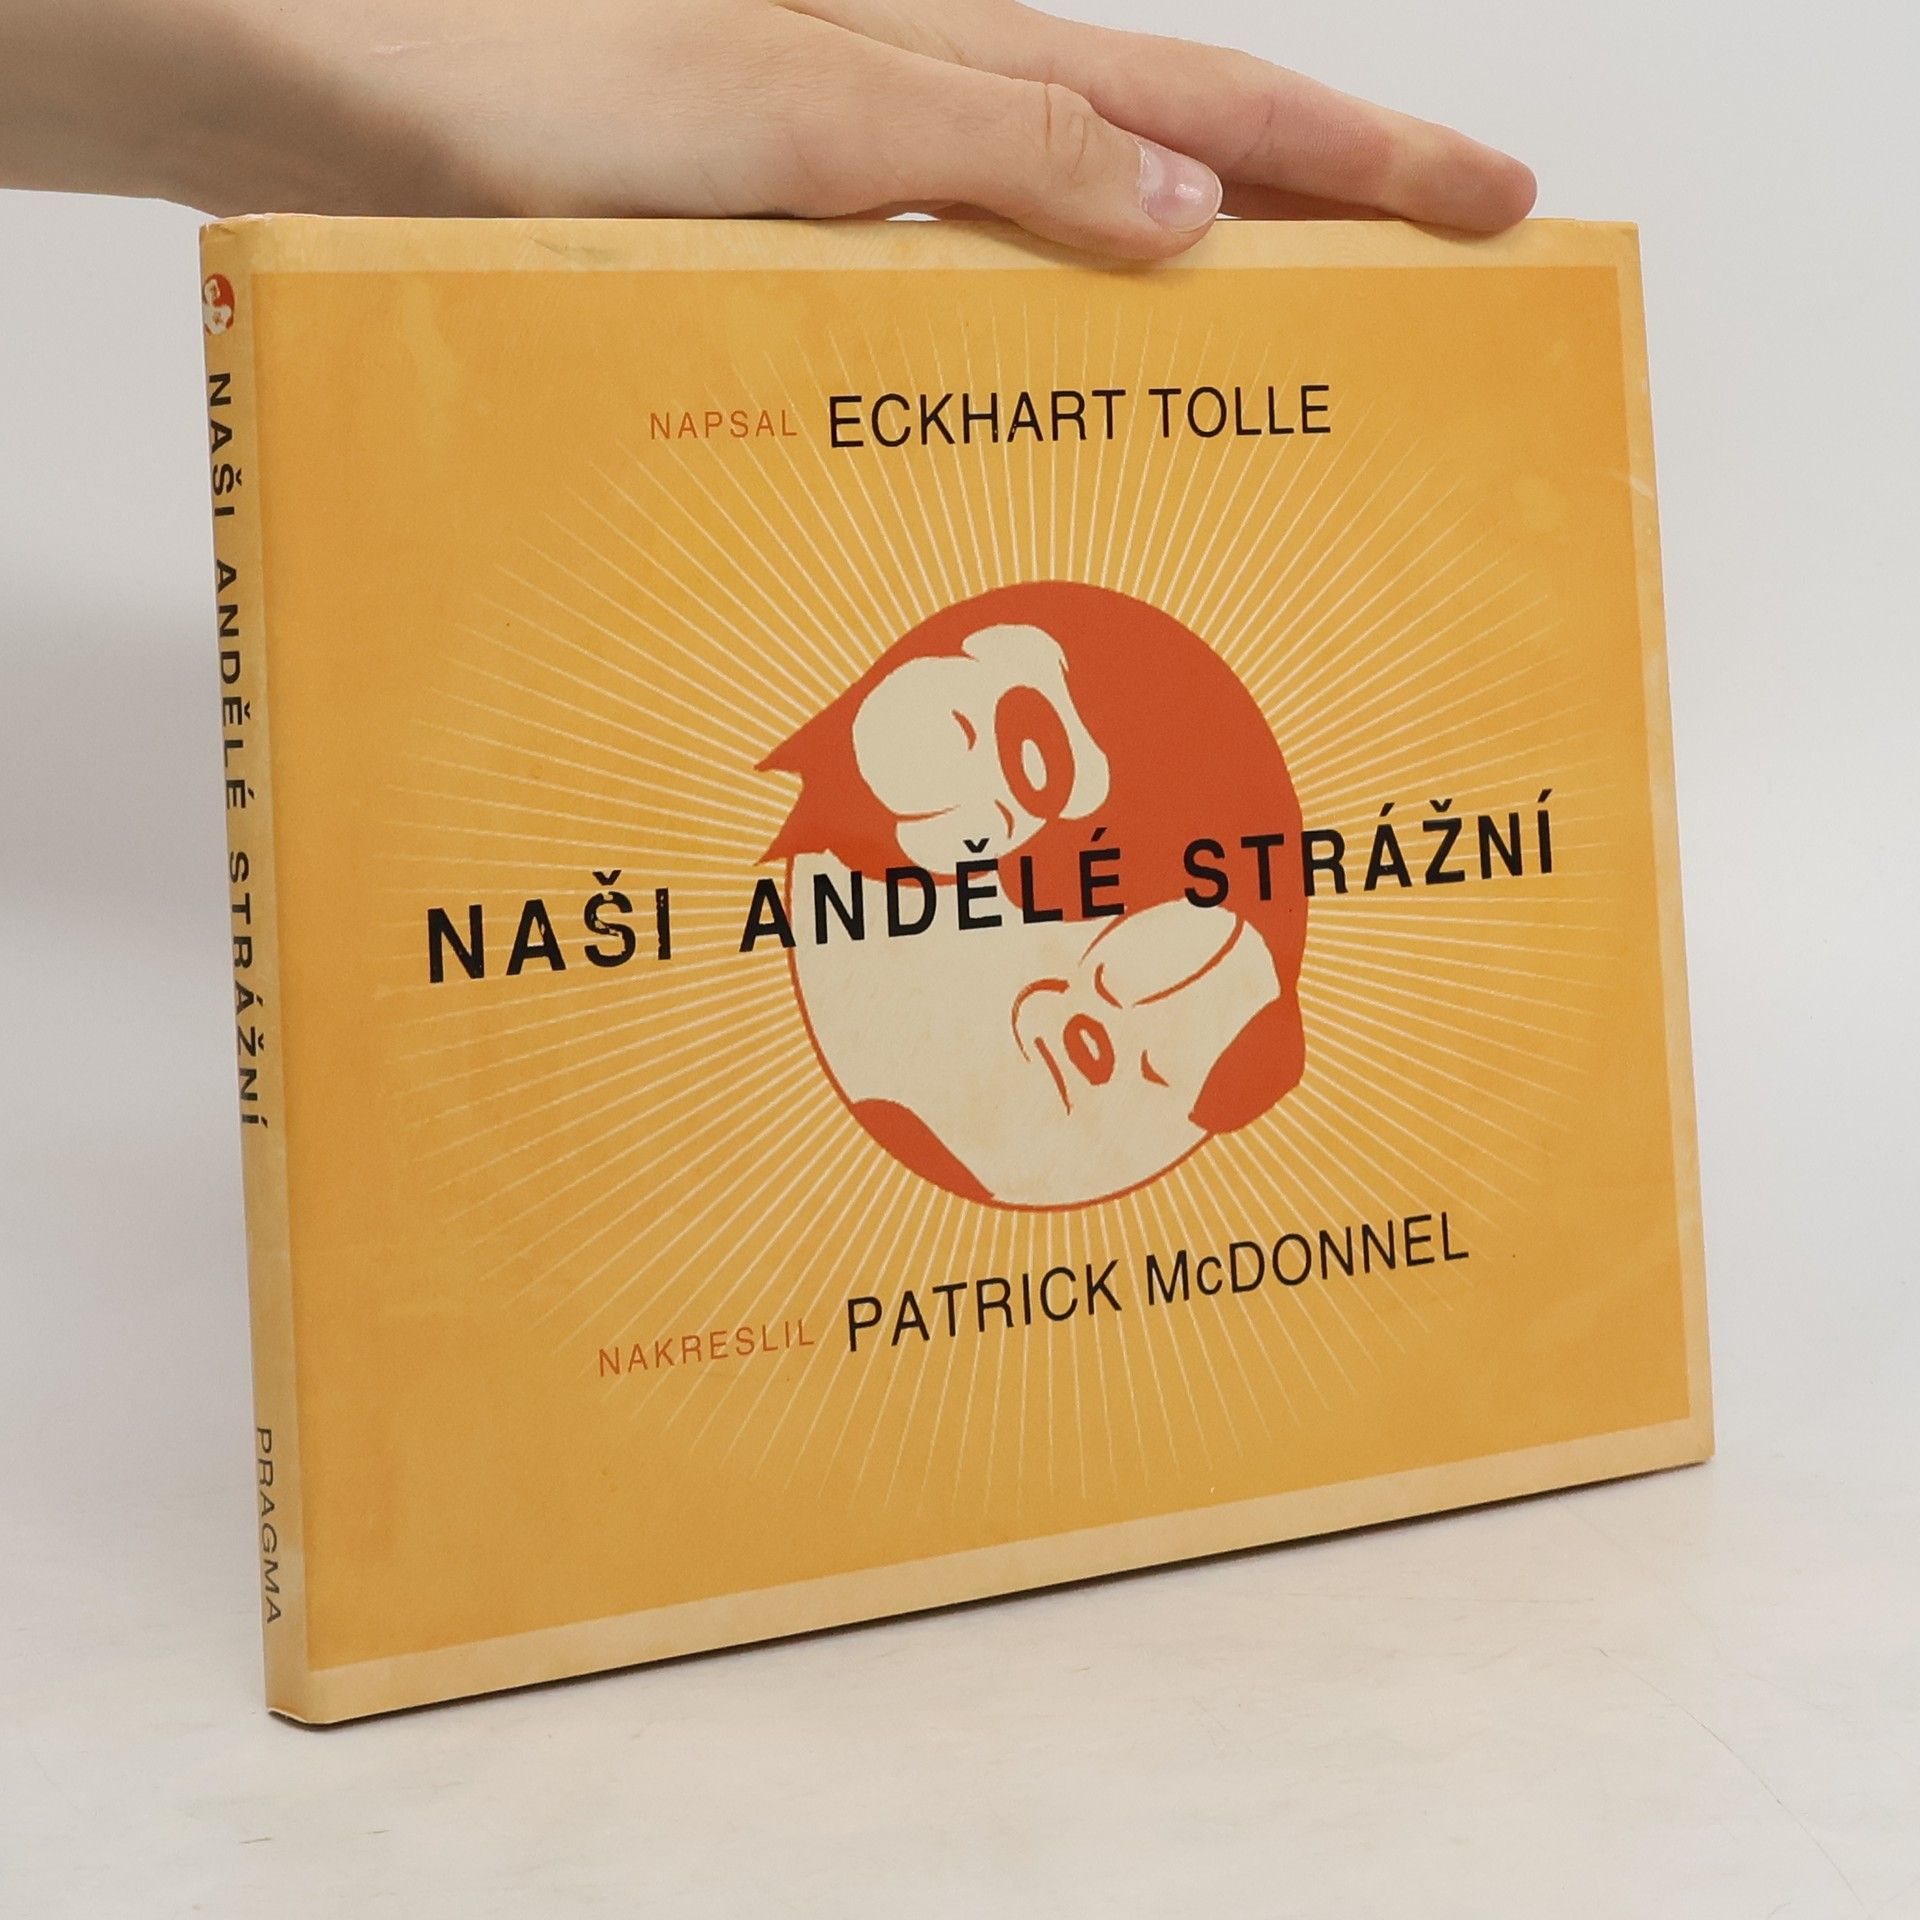 NAPSAL ECKHART TOLLE
NAŠI ANDĚLÉ STRÁŽNÍ
NAKRESLIL PATRICK McDONNEL
NAŠI ANDĚLÉ STRÁŽNÍ
PRAGMA